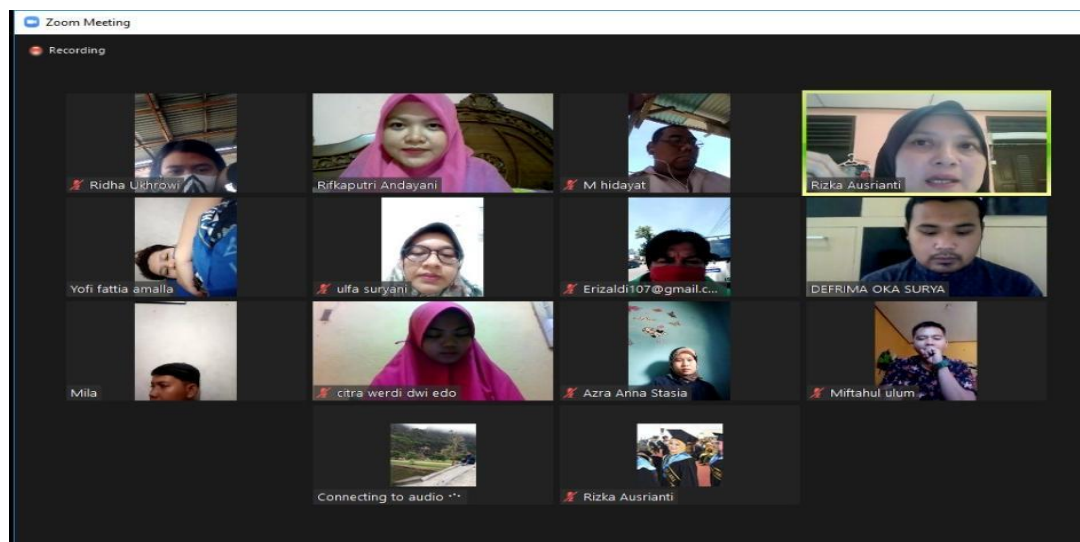 Zoom Meeting
Recording
Ridha Ukhrowi
Rifkaputri Andayani
M hidayat
Rizka Ausrianti
Yofi fattia amalla
ulfa suryani
Erizaldi107@gmail.c...
DEFRIMA OKA SURYA
Mila
citra werdi dwi edo
Azra Anna Stasia
Miftahul ulum
Connecting to audio
Rizka Ausrianti